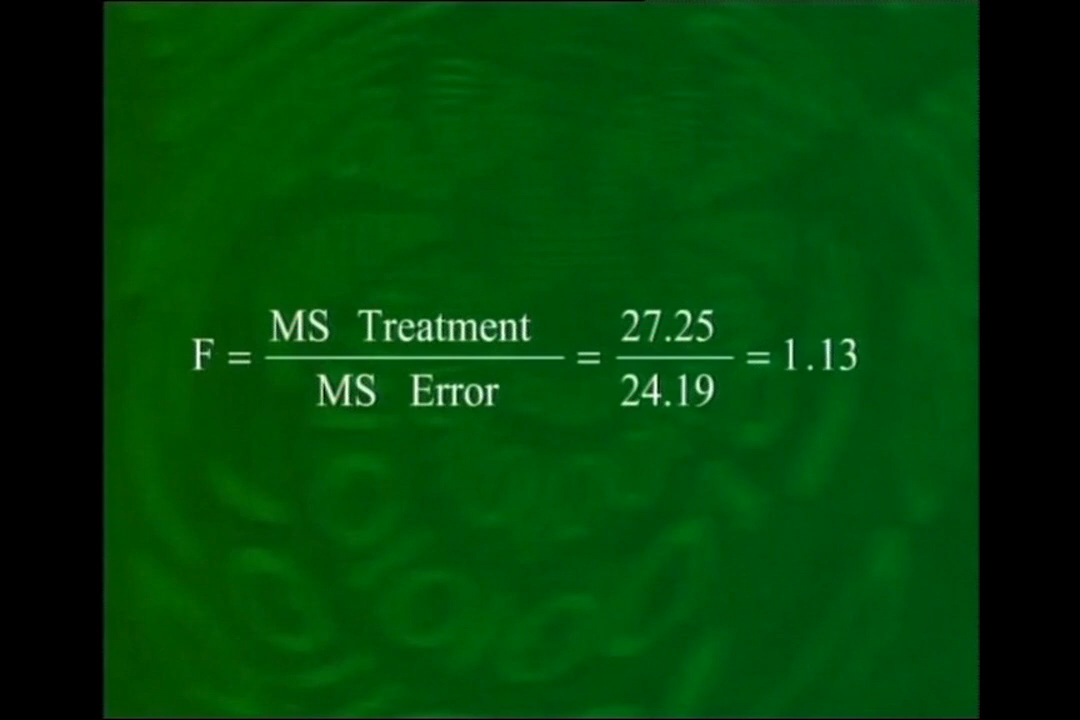 F = MS Treatment / MS Error = 27.25 / 24.19 = 1.13